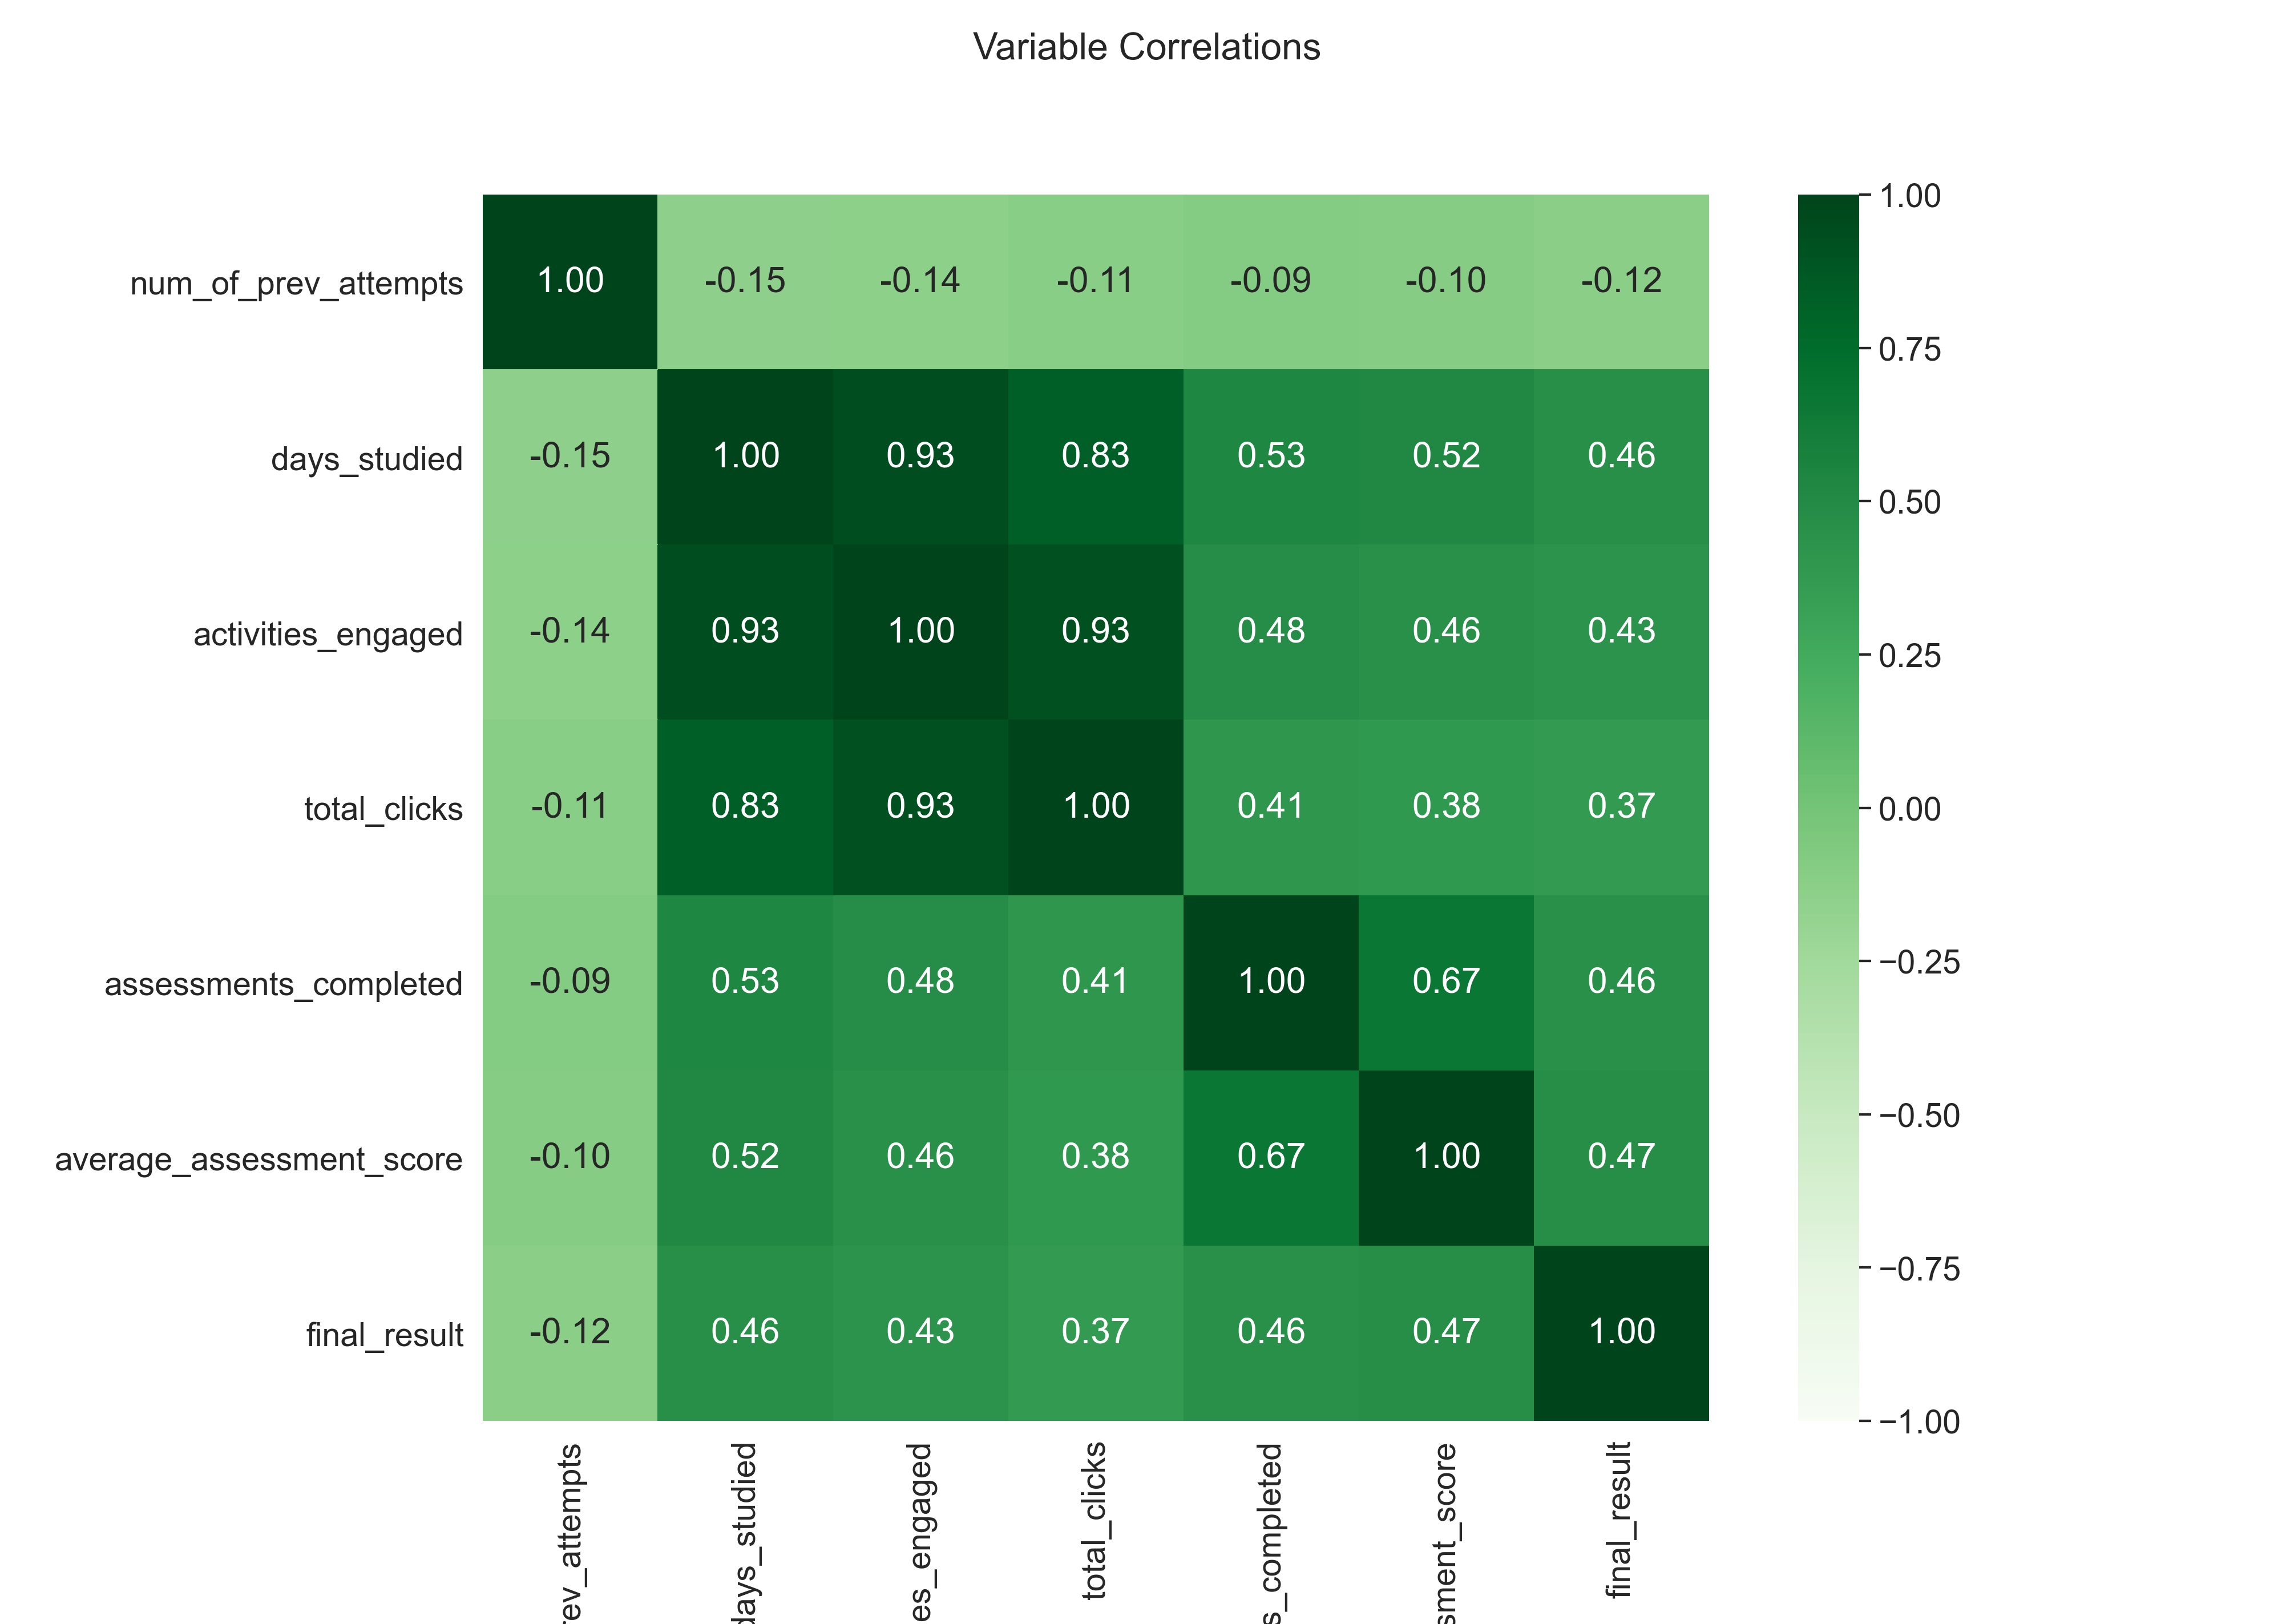 Variable Correlations
num_of_prev_attempts 1.00 -0.15 -0.14 -0.11 -0.09 -0.10 -0.12
days_studied -0.15 1.00 0.93 0.83 0.53 0.52 0.46
activities_engaged -0.14 0.93 1.00 0.93 0.48 0.46 0.43
total_clicks -0.11 0.83 0.93 1.00 0.41 0.38 0.37
assessments_completed -0.09 0.53 0.48 0.41 1.00 0.67 0.46
average_assessment_score -0.10 0.52 0.46 0.38 0.67 1.00 0.47
final_result -0.12 0.46 0.43 0.37 0.46 0.47 1.00
rev_attempts
days_studied
es_engaged
total_clicks
s_completed
sment_score
final_result
1.00
0.75
0.50
0.25
0.00
−0.25
−0.50
−0.75
−1.00